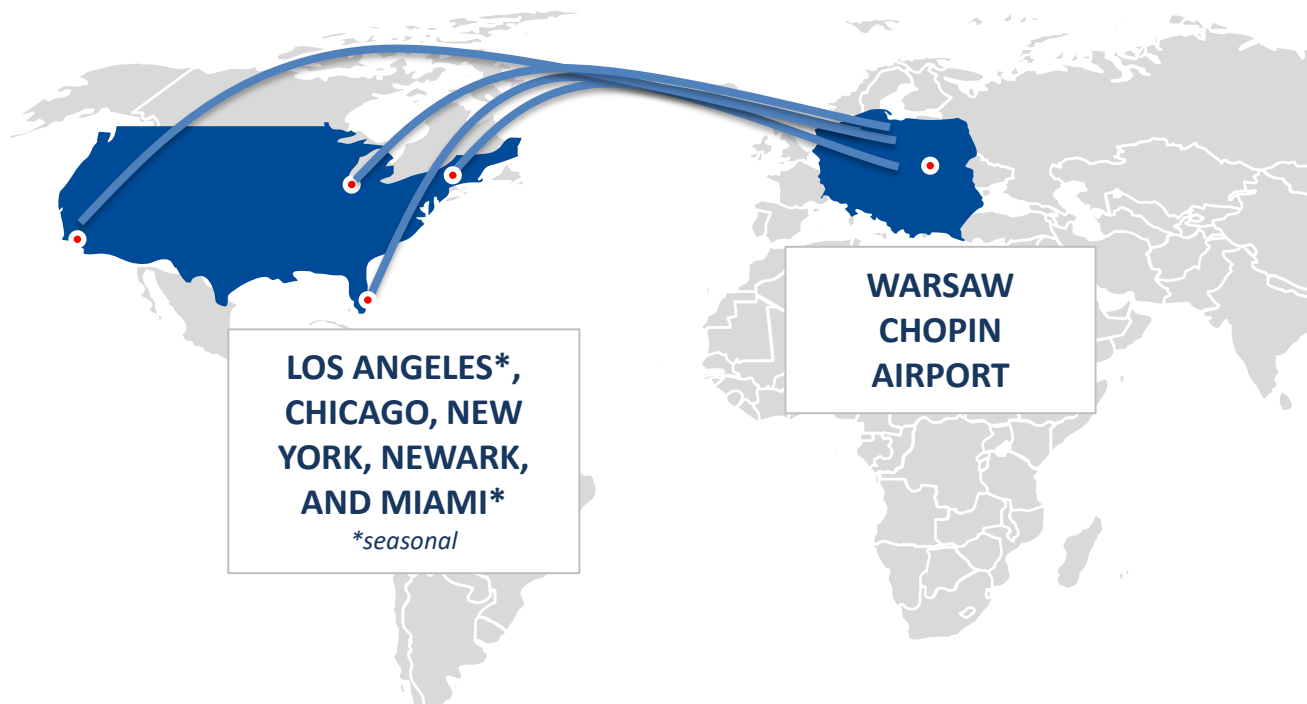 LOS ANGELES*,
CHICAGO, NEW
YORK, NEWARK,
AND MIAMI*
*seasonal
WARSAW
CHOPIN
AIRPORT